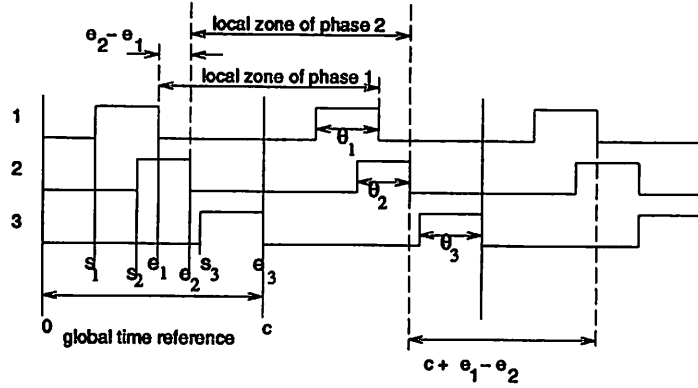 local zone of phase 2
e₂ – e₁
local zone of phase 1
1
θ₁
2
θ₂
3
θ₃
s₁ s₂ e₁ e₂ s₃ e₃
0 c
global time reference
c + e₁ – e₂